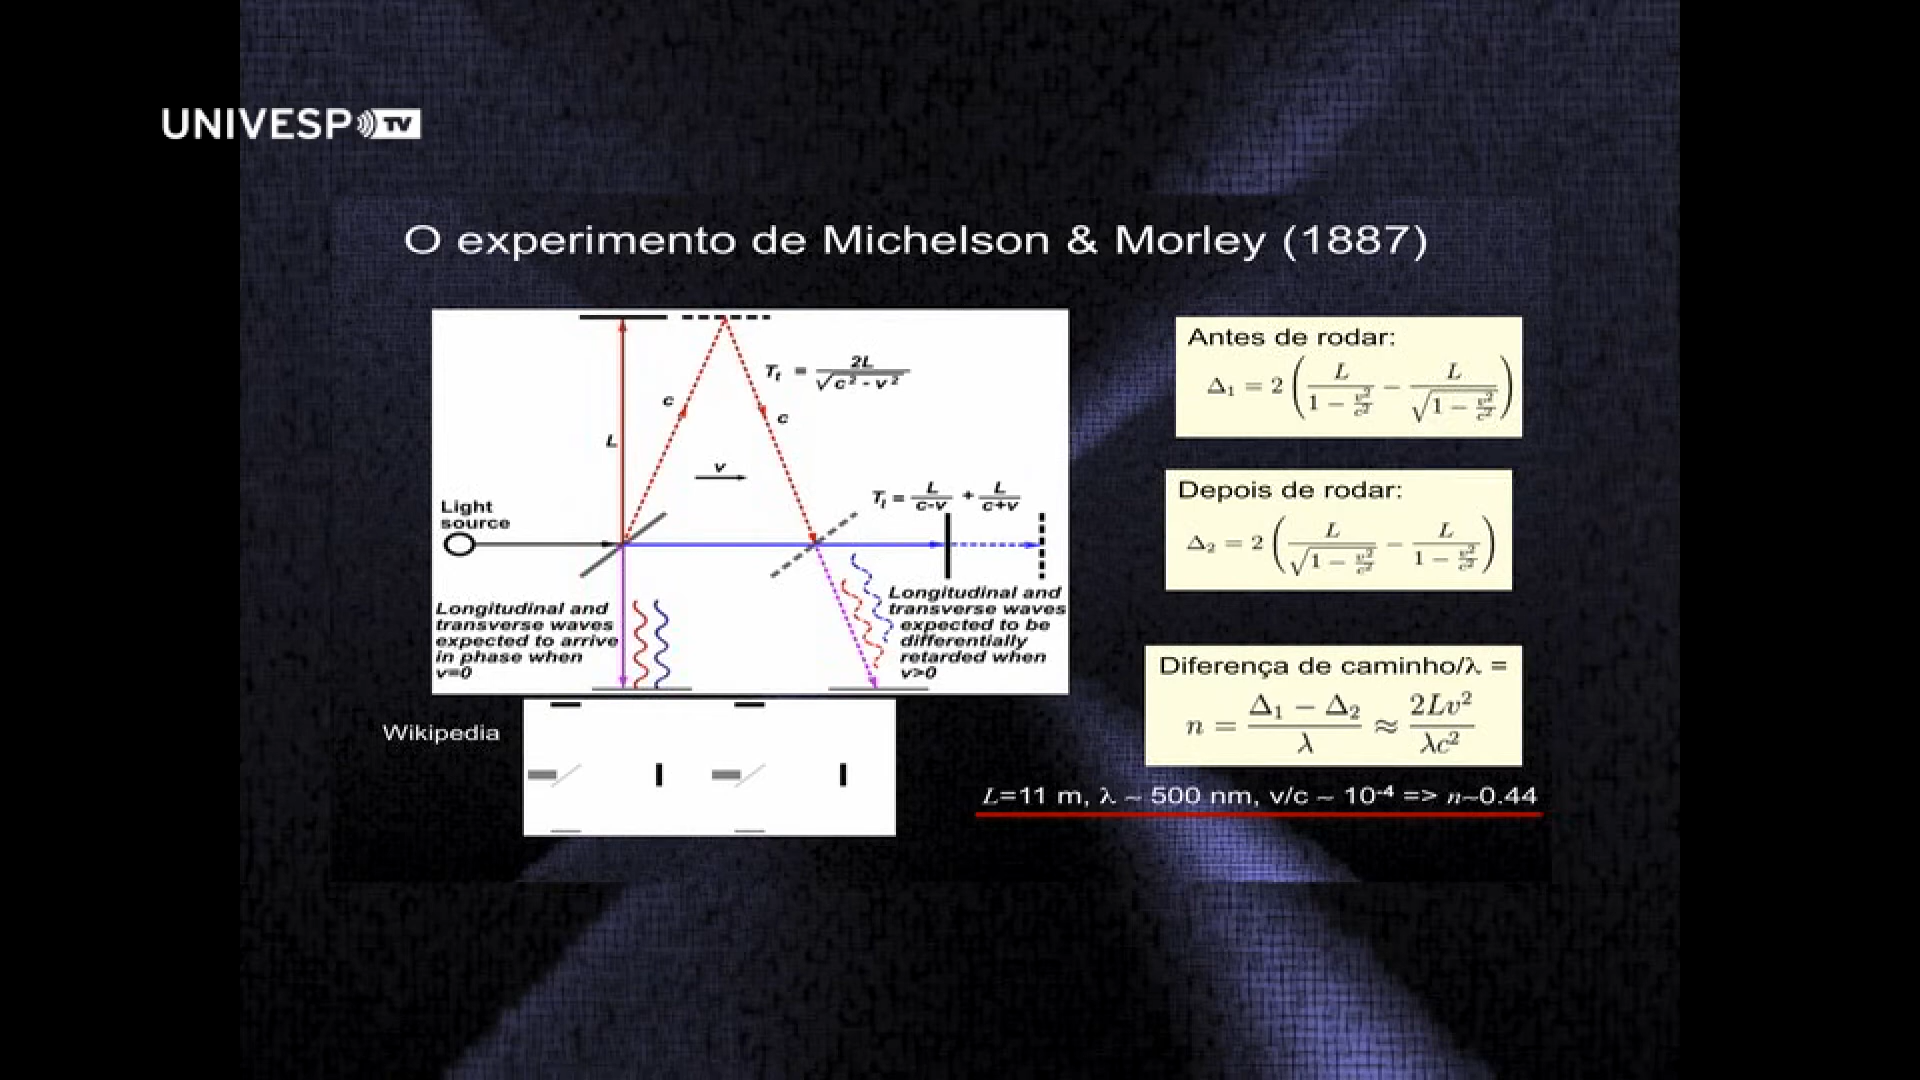 UNIVESP TV
O experimento de Michelson & Morley (1887)
T_t = 2L / √(c² - v²)
c
c
L
v
T_l = L/(c-v) + L/(c+v)
Light
source
Longitudinal and
transverse waves
expected to arrive
in phase when
v=0
Longitudinal and
transverse waves
expected to be
differentially
retarded when
v>0
Wikipedia
Antes de rodar:
Δ₁ = 2 ( L / (1 − v²/c²) − L / √(1 − v²/c²) )
Depois de rodar:
Δ₂ = 2 ( L / √(1 − v²/c²) − L / (1 − v²/c²) )
Diferença de caminho/λ =
n = (Δ₁ − Δ₂) / λ ≈ 2Lv² / λc²
L=11 m, λ ~ 500 nm, v/c ~ 10⁻⁴ => n~0.44